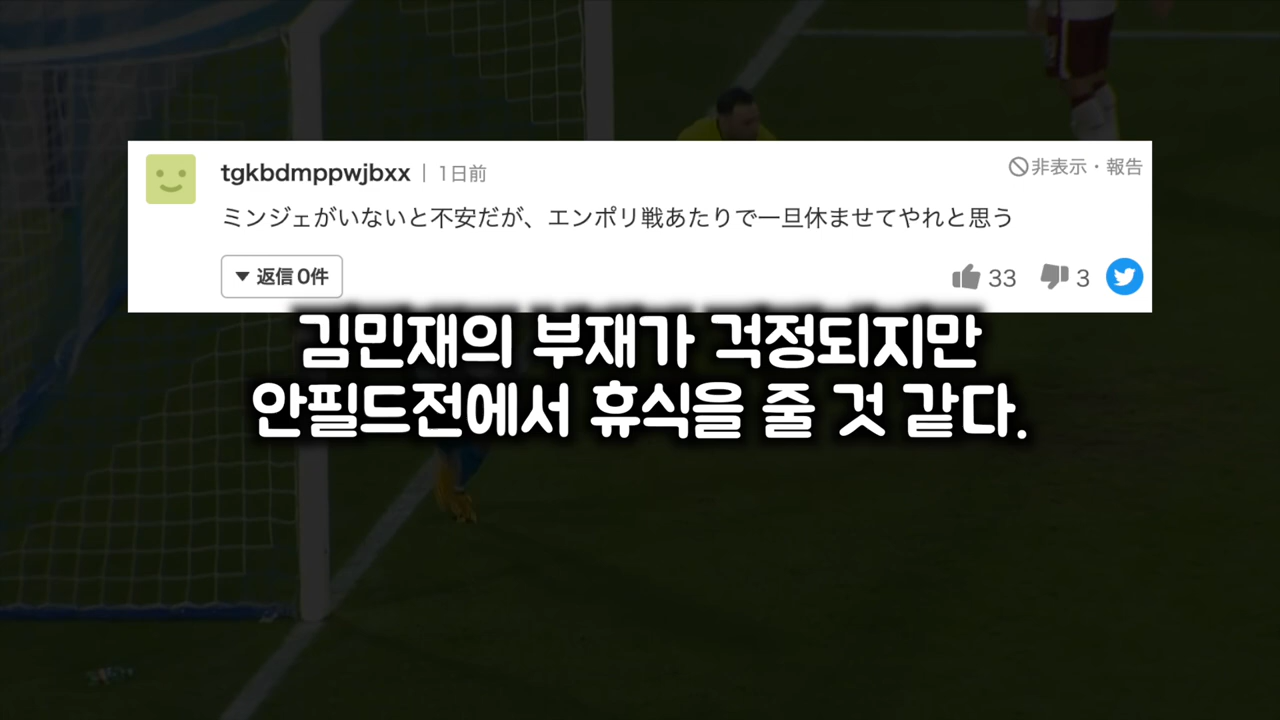 tgkbdmppwjbxx | 1日前
非表示・報告
ミンジェがいないと不安だが、エンポリ戦あたりで一旦休ませてやれと思う
返信0件
33
3
김민재의 부재가 걱정되지만
안필드전에서 휴식을 줄 것 같다.